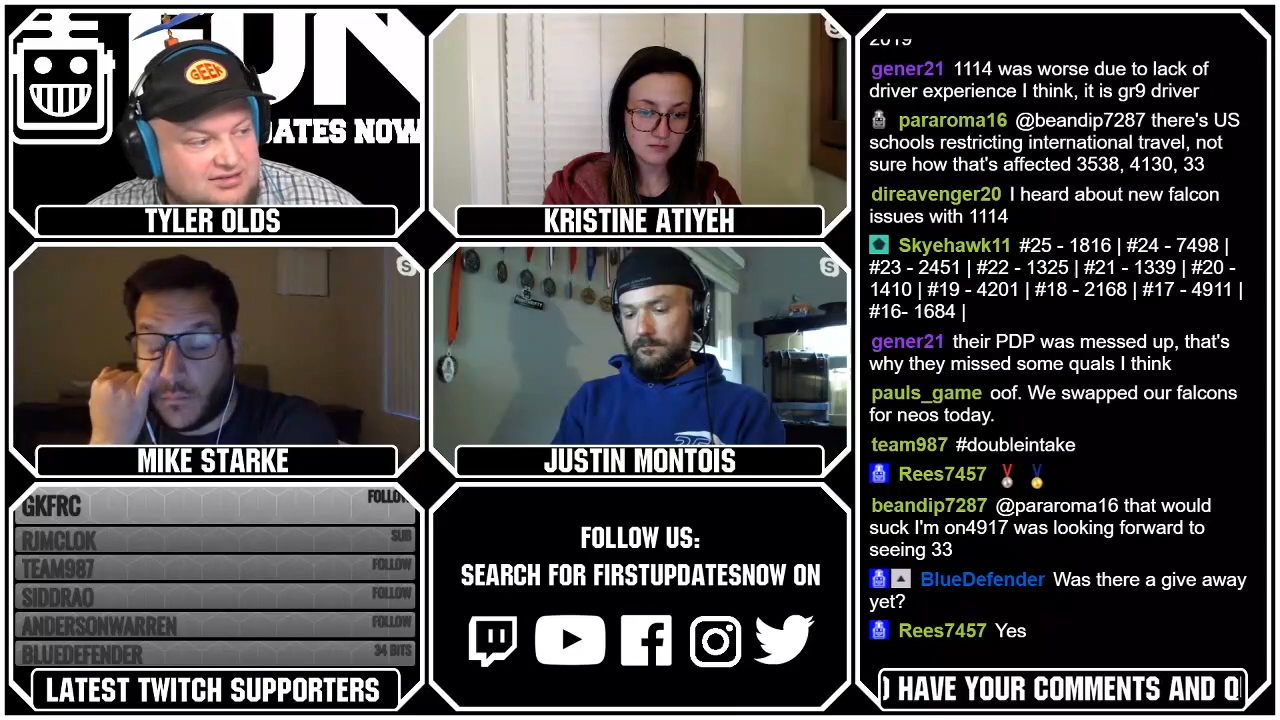 FUN
DATES NOW
GEEK
TYLER OLDS
KRISTINE ATIYEH
MIKE STARKE
JUSTIN MONTOIS
GKFRC FOLLOW
RJMCLOK SUB
TEAM987 FOLLOW
SIDDRAO FOLLOW
ANDERSONWARREN FOLLOW
BLUEDEFENDER 34 BITS
LATEST TWITCH SUPPORTERS
FOLLOW US:
SEARCH FOR FIRSTUPDATESNOW ON
2019
gener21 1114 was worse due to lack of
driver experience I think, it is gr9 driver
pararoma16 @beandip7287 there's US
schools restricting international travel, not
sure how that's affected 3538, 4130, 33
direavenger20 I heard about new falcon
issues with 1114
Skyehawk11 #25 - 1816 | #24 - 7498 |
#23 - 2451 | #22 - 1325 | #21 - 1339 | #20 -
1410 | #19 - 4201 | #18 - 2168 | #17 - 4911 |
#16- 1684 |
gener21 their PDP was messed up, that's
why they missed some quals I think
pauls_game oof. We swapped our falcons
for neos today.
team987 #doubleintake
Rees7457
beandip7287 @pararoma16 that would
suck I'm on4917 was looking forward to
seeing 33
BlueDefender Was there a give away
yet?
Rees7457 Yes
HAVE YOUR COMMENTS AND Q